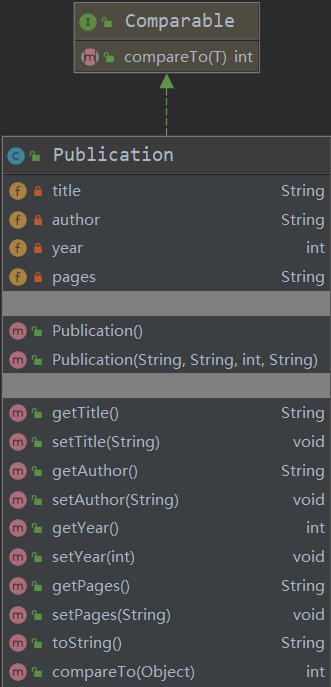 I Comparable
m compareTo(T) int
C Publication
f title String
f author String
f year int
f pages String
m Publication()
m Publication(String, String, int, String)
m getTitle() String
m setTitle(String) void
m getAuthor() String
m setAuthor(String) void
m getYear() int
m setYear(int) void
m getPages() String
m setPages(String) void
m toString() String
m compareTo(Object) int